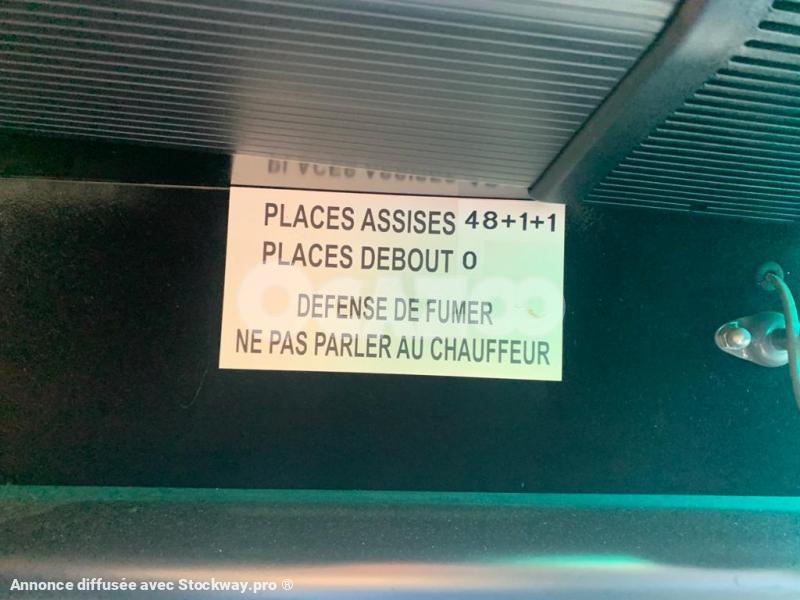 PLACES ASSISES 48+1+1
PLACES DEBOUT 0
DEFENSE DE FUMER
NE PAS PARLER AU CHAUFFEUR
Annonce diffusée avec Stockway.pro ®